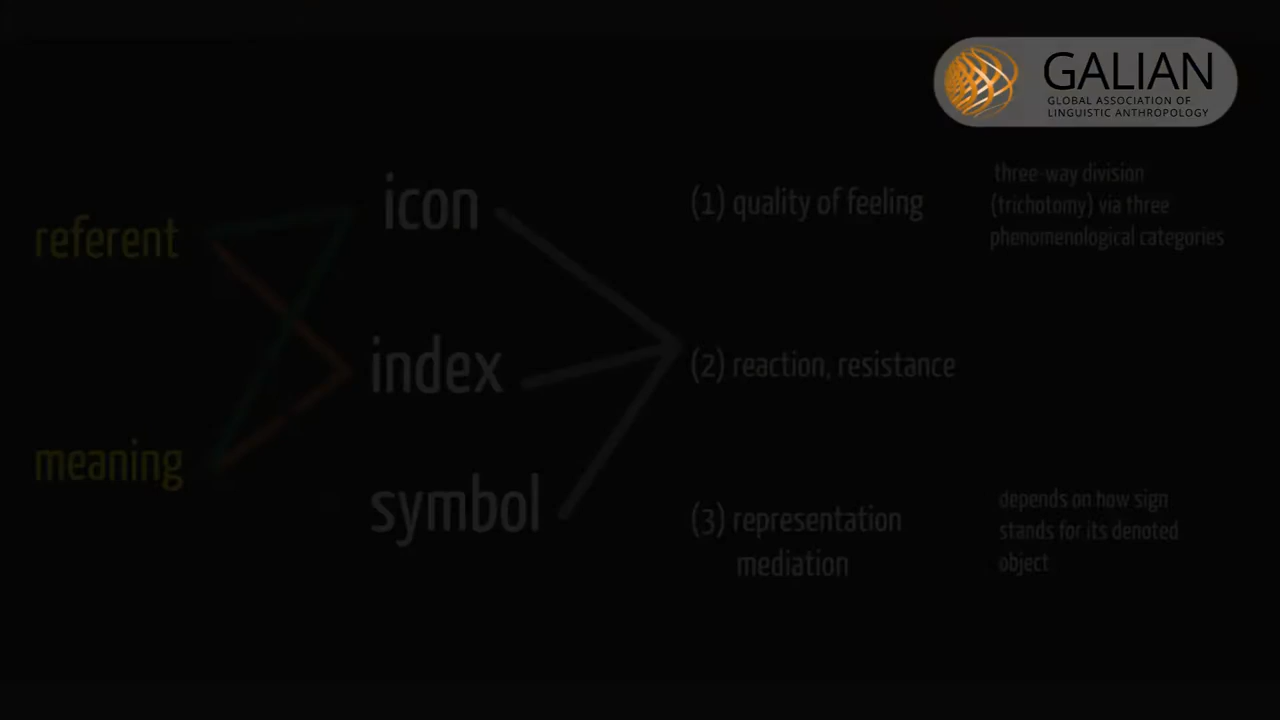 GALIAN
GLOBAL ASSOCIATION OF
LINGUISTIC ANTHROPOLOGY
referent
meaning
icon
index
symbol
(1) quality of feeling
(2) reaction, resistance
(3) representation
mediation
three-way division
(trichotomy) via three
phenomenological categories
depends on how sign
stands for its denoted
object